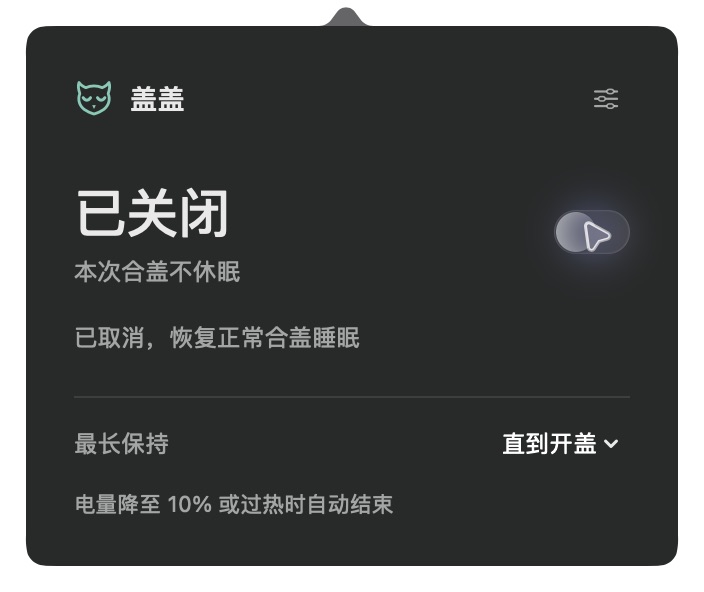 盖盖
已关闭
本次合盖不休眠
已取消，恢复正常合盖睡眠
最长保持 直到开盖
电量降至 10% 或过热时自动结束